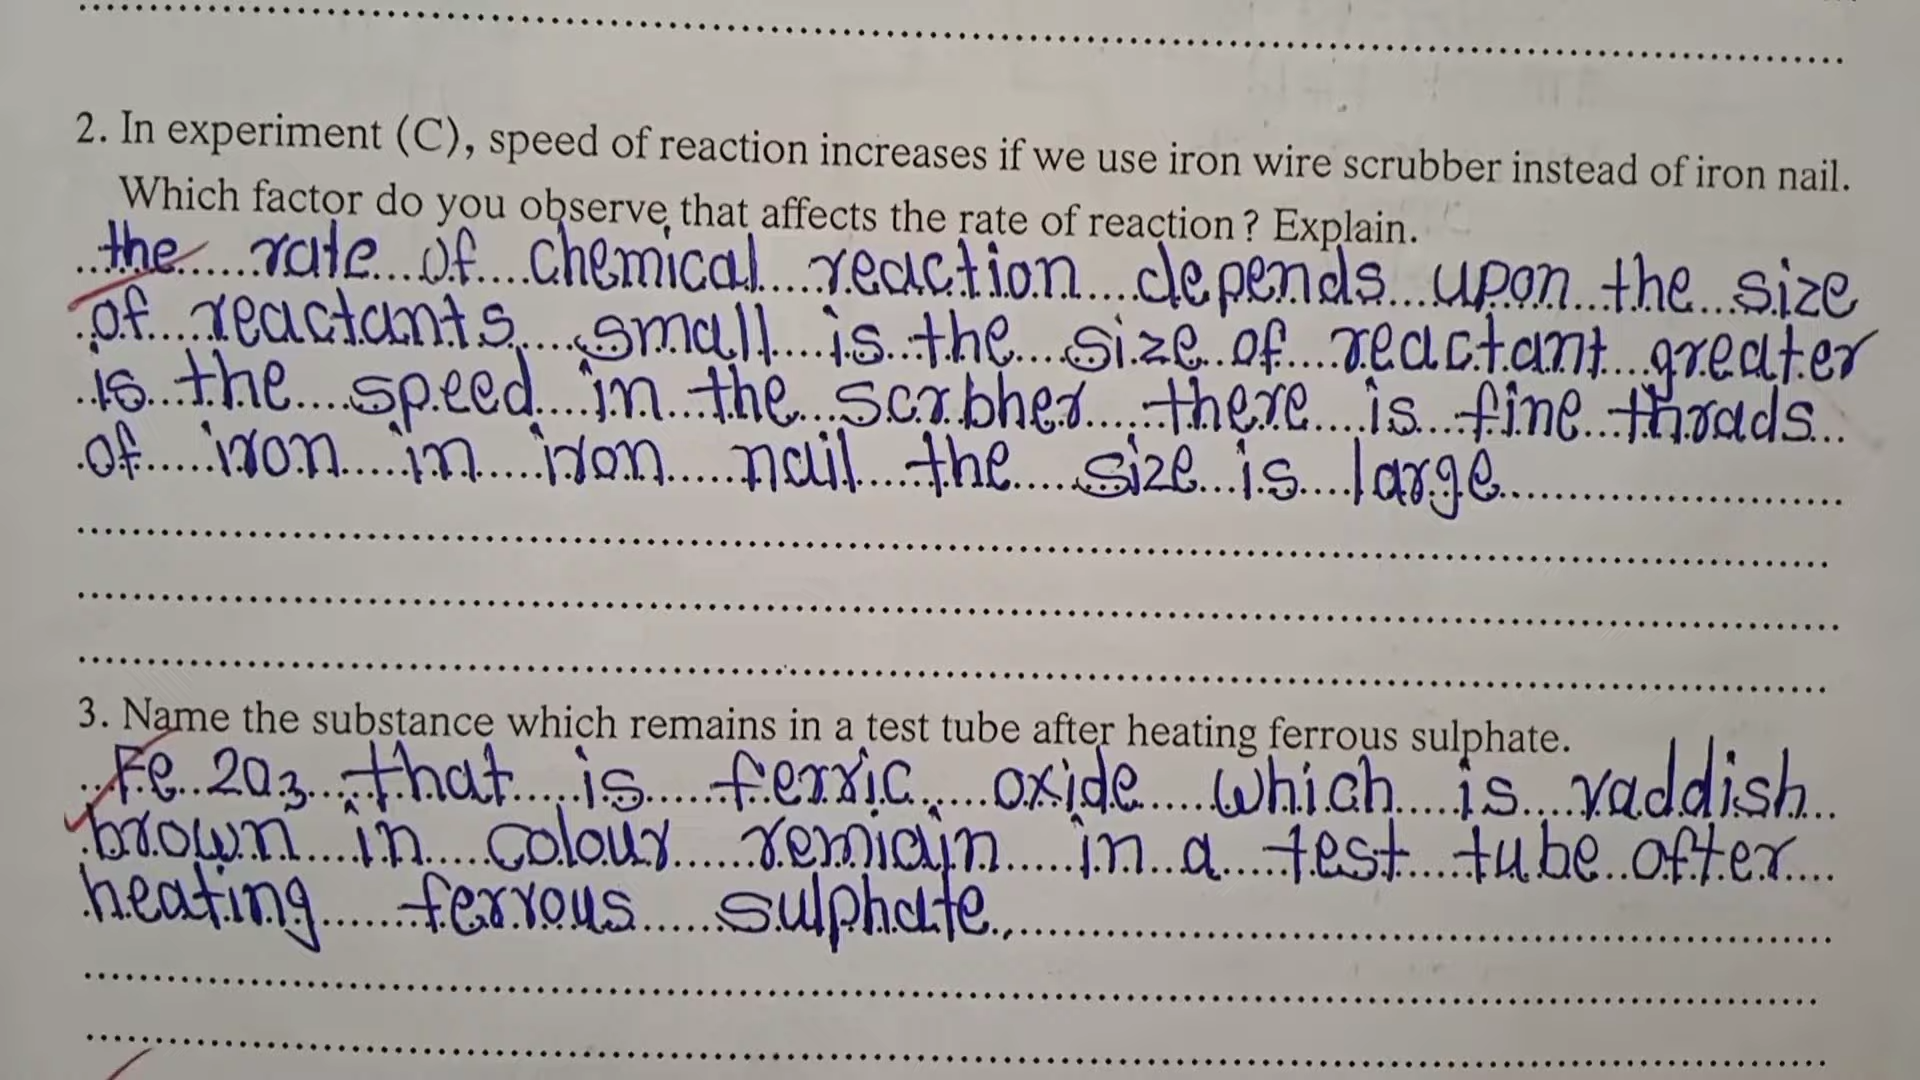 2. In experiment (C), speed of reaction increases if we use iron wire scrubber instead of iron nail.
Which factor do you observe that affects the rate of reaction? Explain.
the rate of chemical reaction depends upon the size
of reactants small is the size of reactant greater
is the speed in the scrbher there is fine thrads
of iron in iron nail the size is large
3. Name the substance which remains in a test tube after heating ferrous sulphate.
Fe 2O3 that is ferric oxide which is raddish
brown in colour remiain in a test tube after
heating ferrous sulphate.